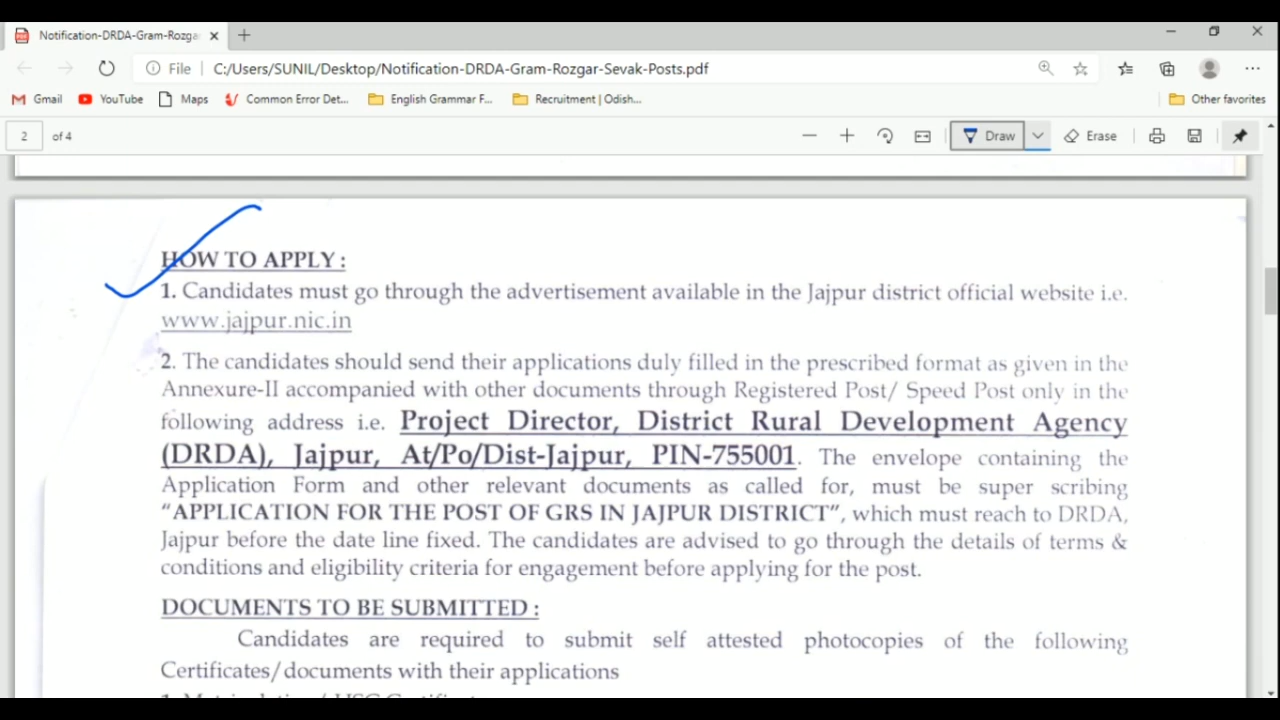 Notification-DRDA-Gram-Rozga
File
C:/Users/SUNIL/Desktop/Notification-DRDA-Gram-Rozgar-Sevak-Posts.pdf
Gmail
YouTube
Maps
Common Error Det...
English Grammar F...
Recruitment | Odish...
Other favorites
2
of 4
Draw
Erase
HOW TO APPLY :
1. Candidates must go through the advertisement available in the Jajpur district official website i.e.
www.jajpur.nic.in
2. The candidates should send their applications duly filled in the prescribed format as given in the
Annexure-II accompanied with other documents through Registered Post/ Speed Post only in the
following address i.e. Project Director, District Rural Development Agency
(DRDA), Jajpur, At/Po/Dist-Jajpur, PIN-755001. The envelope containing the
Application Form and other relevant documents as called for, must be super scribing
“APPLICATION FOR THE POST OF GRS IN JAJPUR DISTRICT”, which must reach to DRDA,
Jajpur before the date line fixed. The candidates are advised to go through the details of terms &
conditions and eligibility criteria for engagement before applying for the post.
DOCUMENTS TO BE SUBMITTED :
Candidates are required to submit self attested photocopies of the following
Certificates/documents with their applications